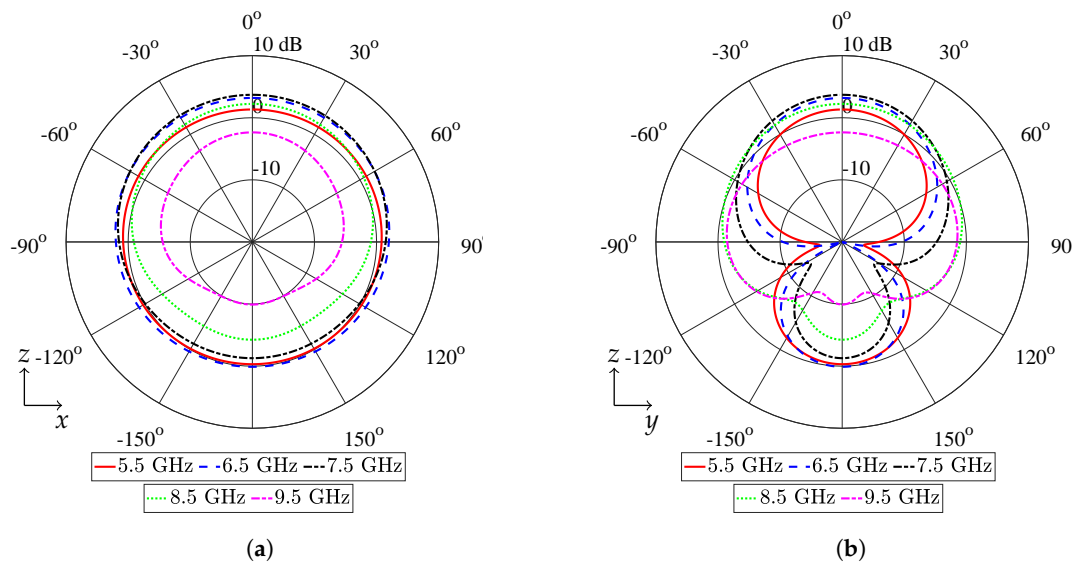 0°
-30° 10 dB 30°
-60° 0 60°
-10
-90° 90
z -120° 120°
x
-150° 150°
5.5 GHz 6.5 GHz 7.5 GHz
8.5 GHz 9.5 GHz
(a)
0°
-30° 10 dB 30°
-60° 0 60°
-10
-90° 90
z -120° 120°
y
-150° 150°
5.5 GHz 6.5 GHz 7.5 GHz
8.5 GHz 9.5 GHz
(b)